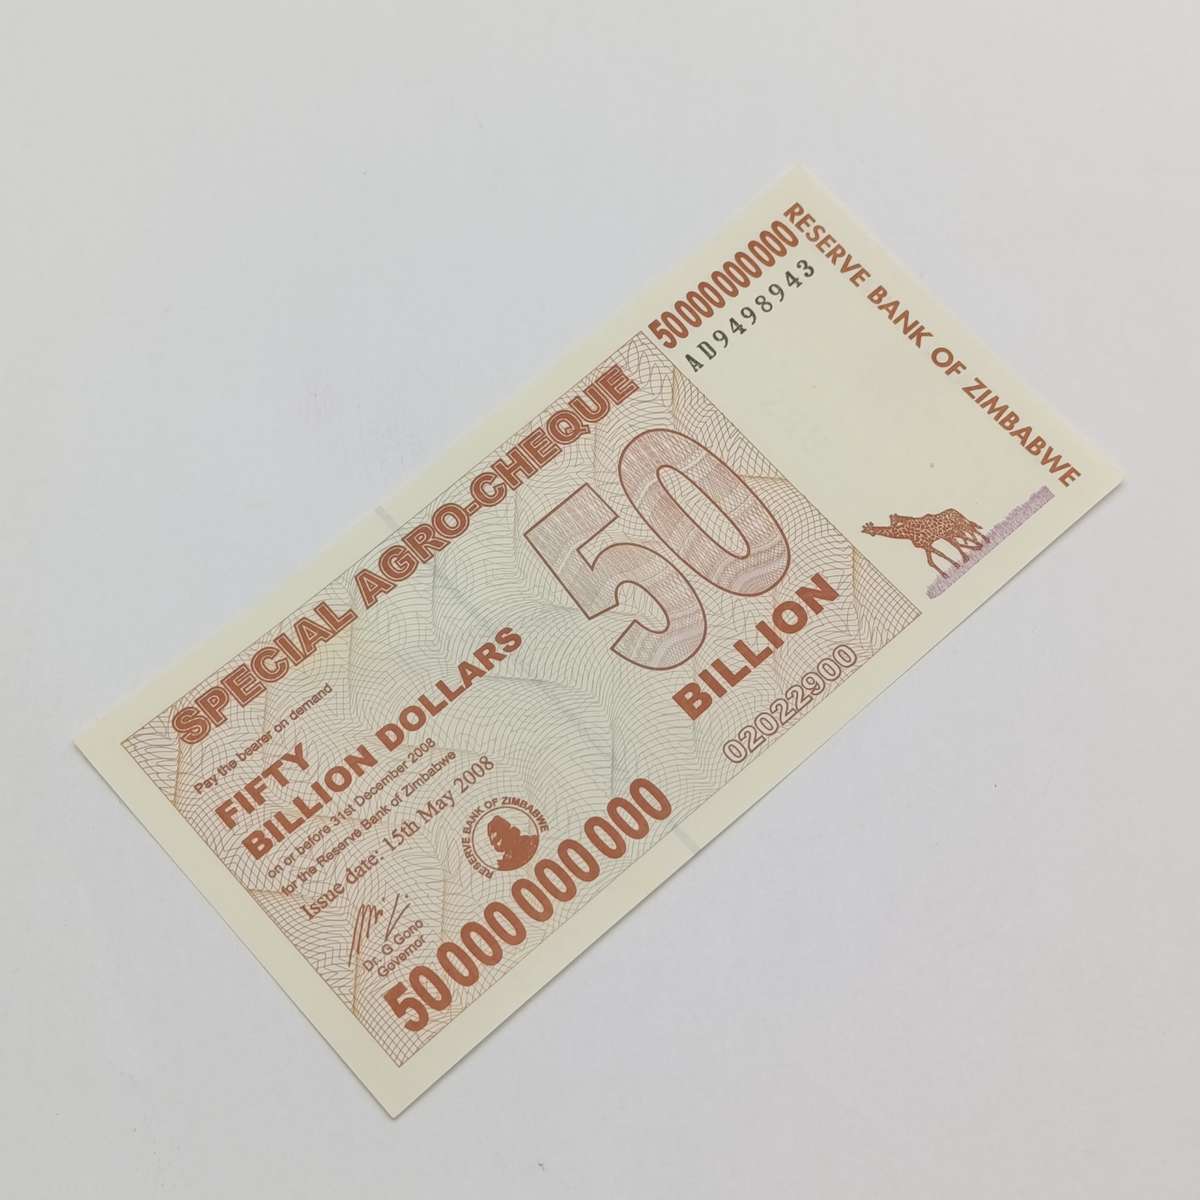 RESERVE BANK OF ZIMBABWE
50000000000
AD9498943
SPECIAL AGRO-CHEQUE
Pay the bearer on demand
FIFTY
BILLION DOLLARS
on or before 31st December 2008
for the Reserve Bank of Zimbabwe
Issue date: 15th May 2008
Dr. G Gono
Governor
RESERVE BANK OF ZIMBABWE
50
BILLION
02022900
50000000000